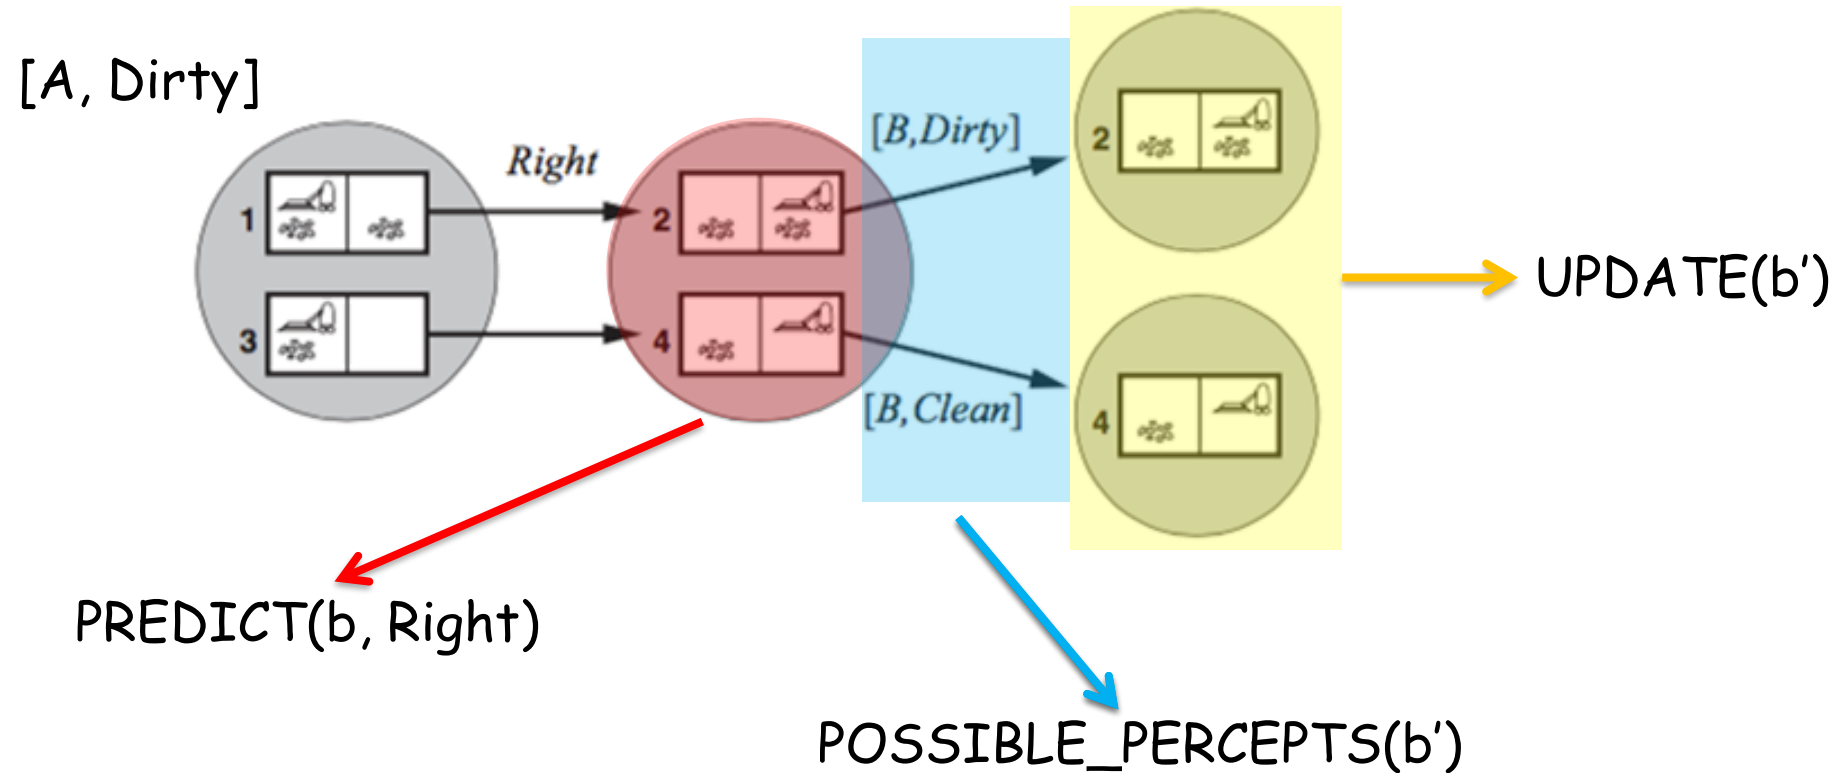 [A, Dirty]
Right
1
3
2
4
[B,Dirty]
[B,Clean]
2
4
UPDATE(b′)
PREDICT(b, Right)
POSSIBLE_PERCEPTS(b′)